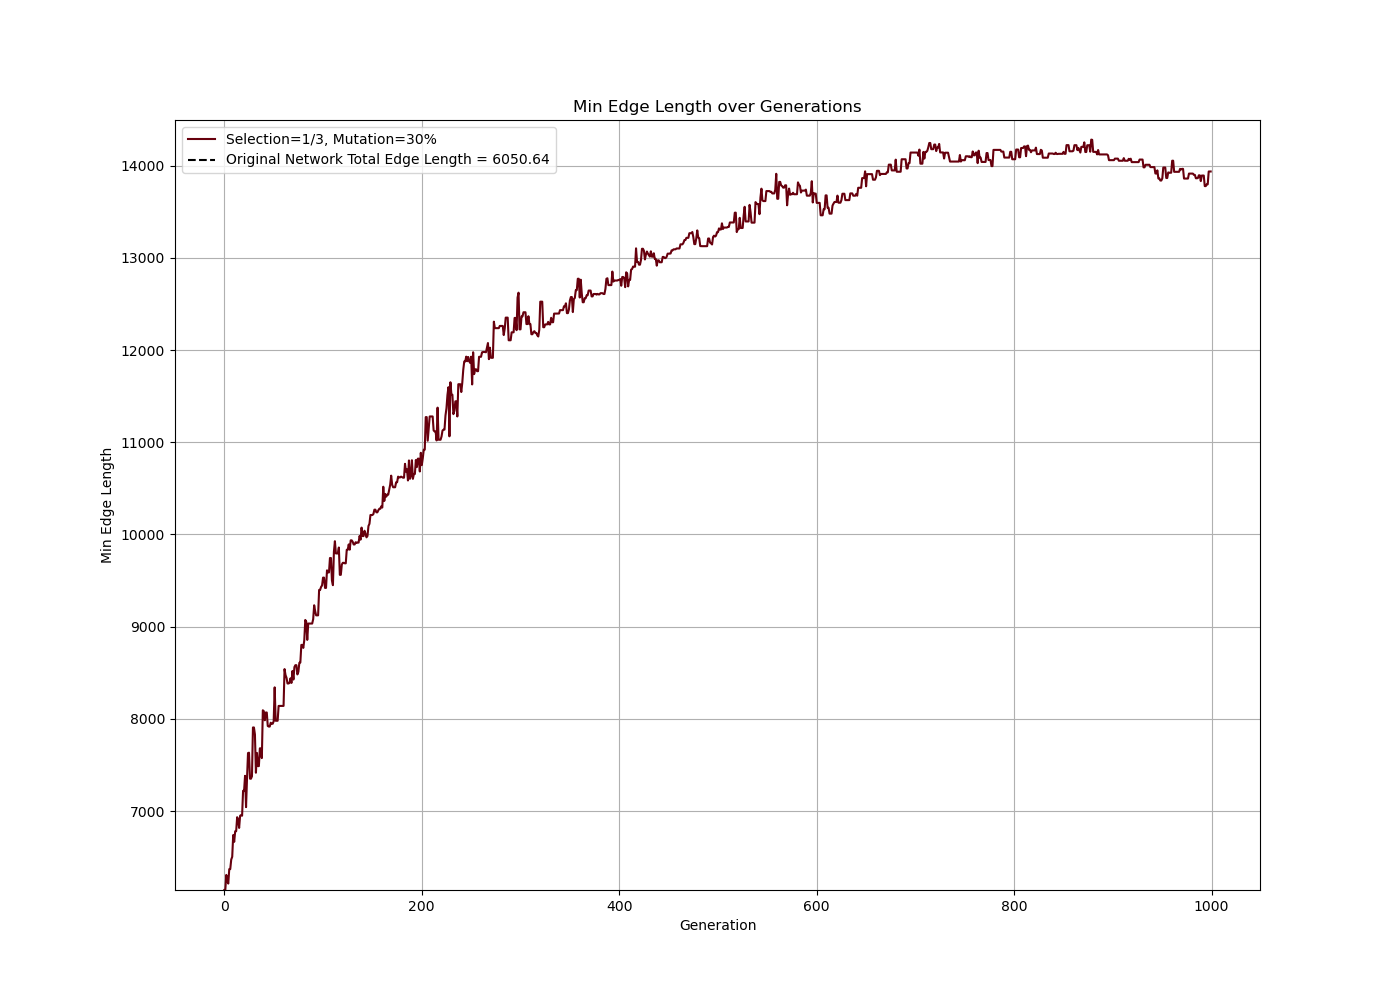 Min Edge Length over Generations
Selection=1/3, Mutation=30%
Original Network Total Edge Length = 6050.64
14000
13000
12000
11000
10000
9000
8000
7000
Min Edge Length
0 200 400 600 800 1000
Generation